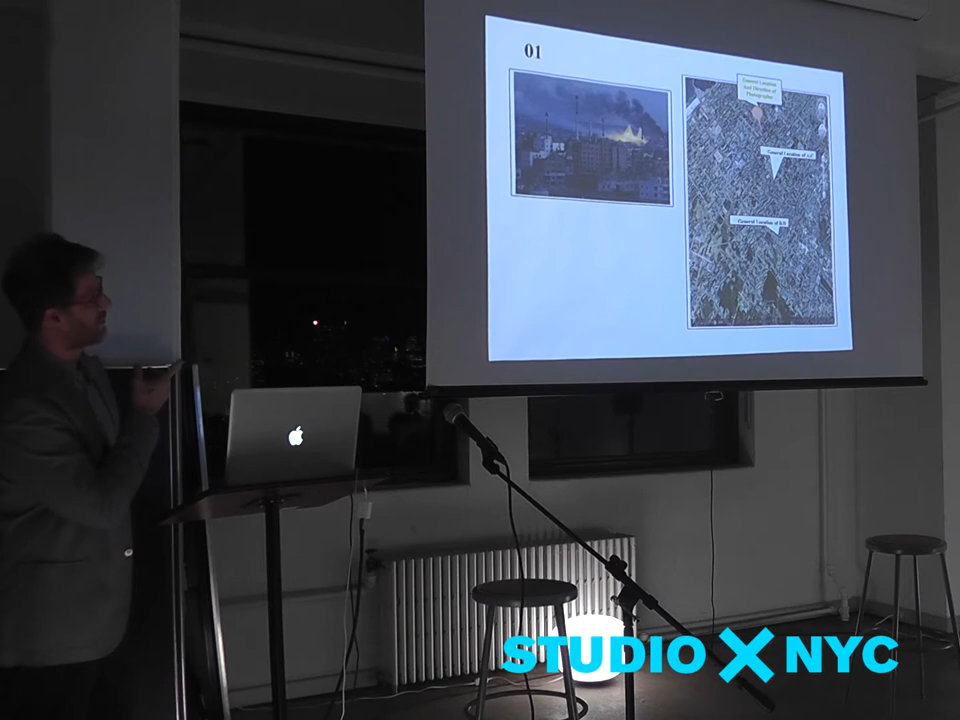 01
General Location
And Direction of
Photographer
General Location of A.C
General Location of
STUDIO X NYC